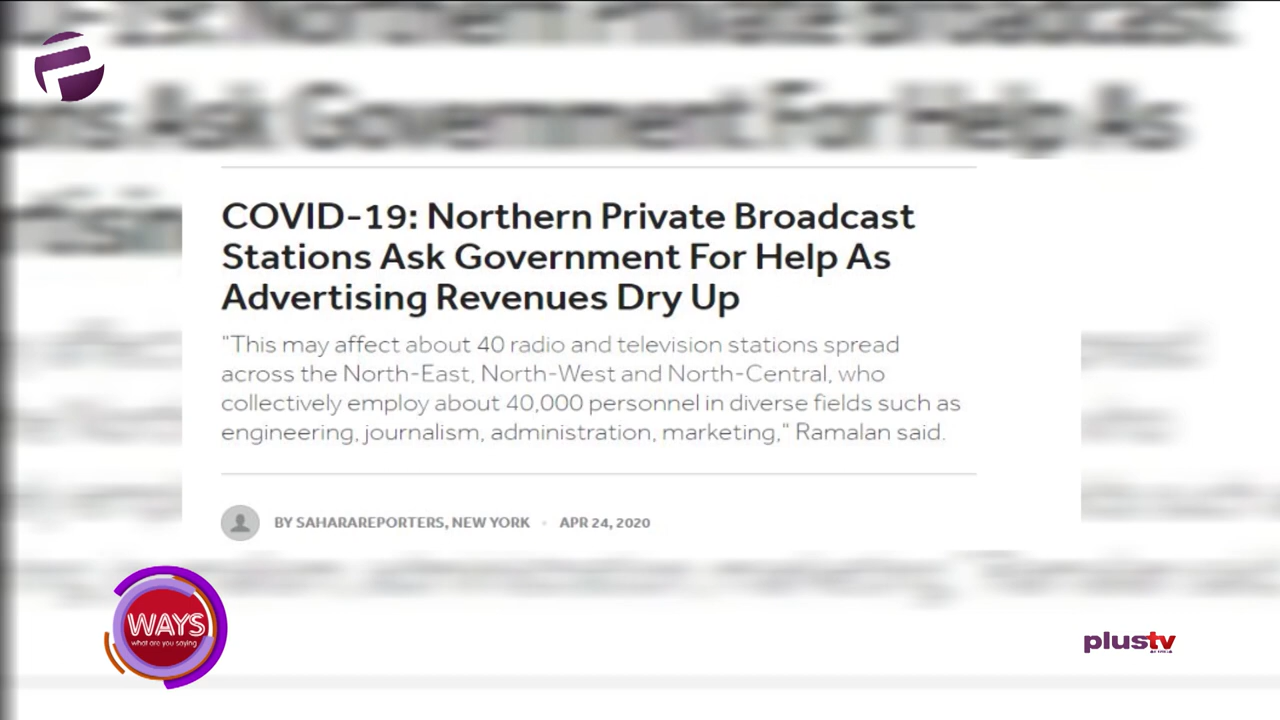 COVID-19: Northern Private Broadcast
Stations Ask Government For Help As
Advertising Revenues Dry Up
"This may affect about 40 radio and television stations spread
across the North-East, North-West and North-Central, who
collectively employ about 40,000 personnel in diverse fields such as
engineering, journalism, administration, marketing," Ramalan said.
BY SAHARAREPORTERS, NEW YORK • APR 24, 2020
WAYS
what are you saying
plustv